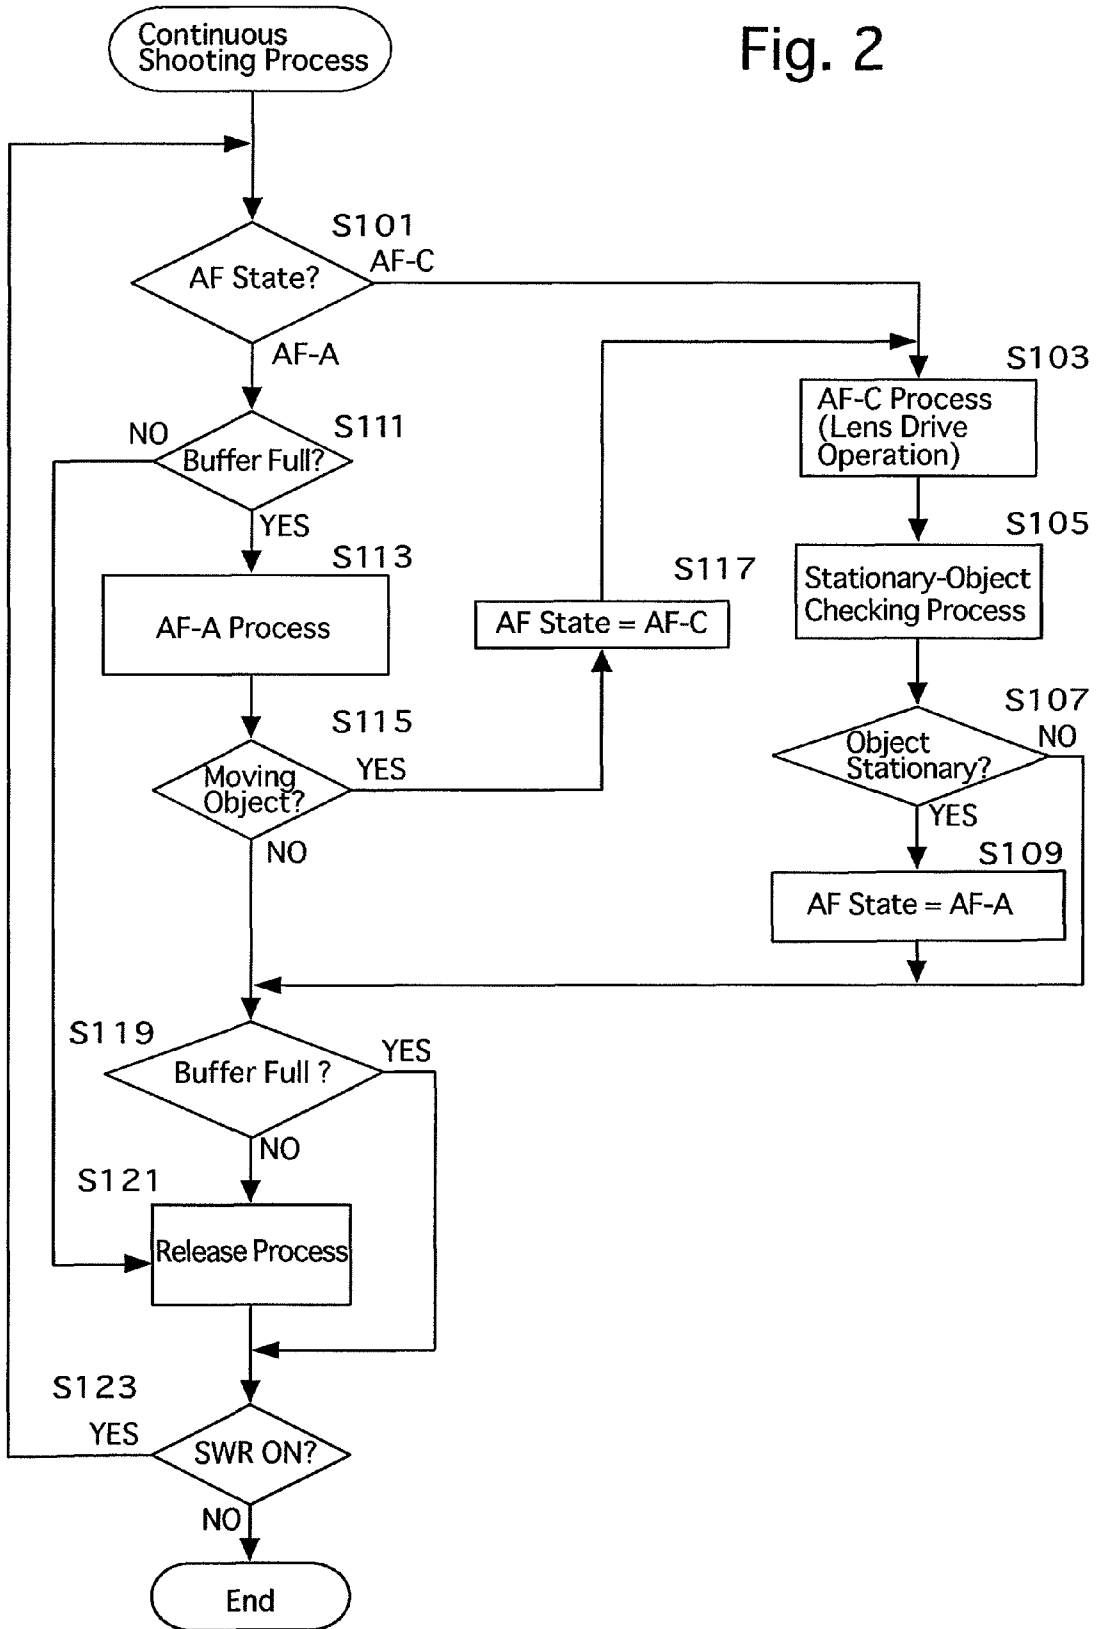 Continuous
Shooting Process
Fig. 2
S101
AF State?
AF-C
AF-A
S103
AF-C Process
(Lens Drive
Operation)
NO
S111
Buffer Full?
YES
S105
Stationary-Object
Checking Process
S113
AF-A Process
S117
AF State = AF-C
S107
Object
Stationary?
NO
YES
S115
Moving
Object?
YES
NO
S109
AF State = AF-A
S119
Buffer Full ?
YES
NO
S121
Release Process
S123
YES
SWR ON?
NO
End